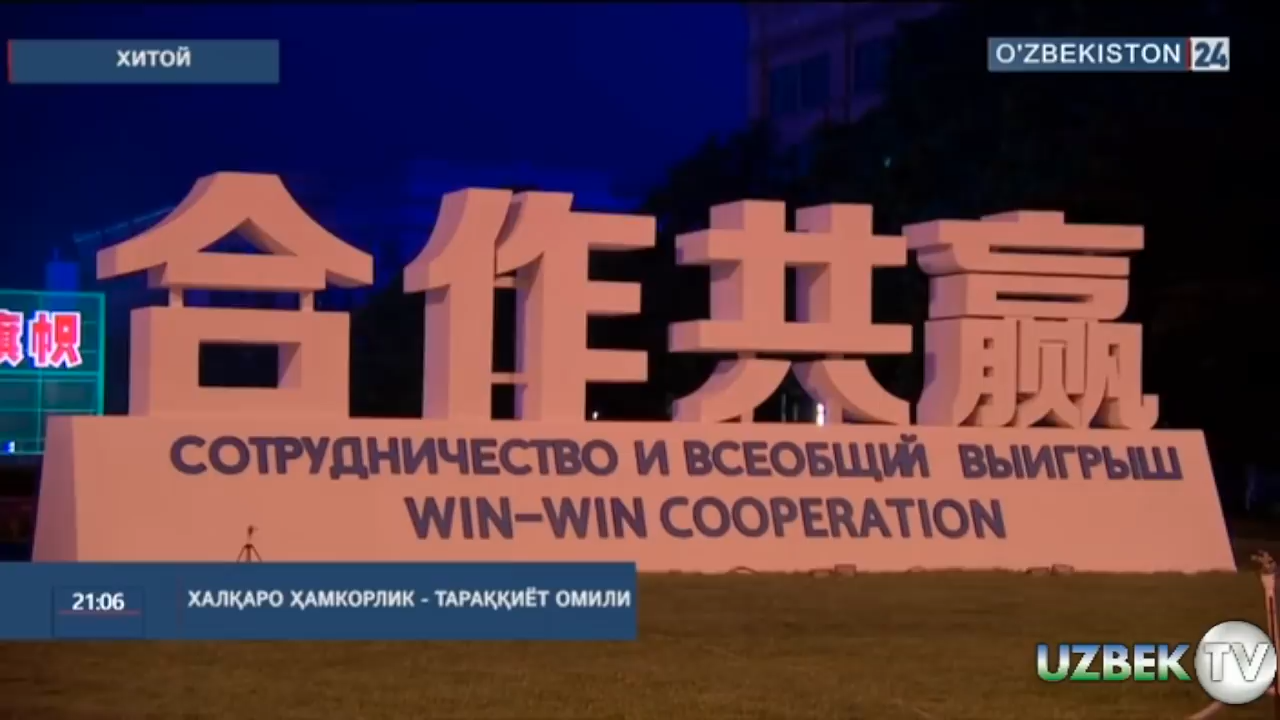 ХИТОЙ
O'ZBEKISTON 24
合作共赢
帜
СОТРУДНИЧЕСТВО И ВСЕОБЩИЙ ВЫИГРЫШ
WIN-WIN COOPERATION
21:06
ХАЛҚАРО ҲАМКОРЛИК - ТАРАҚҚИЁТ ОМИЛИ
UZBEK TV